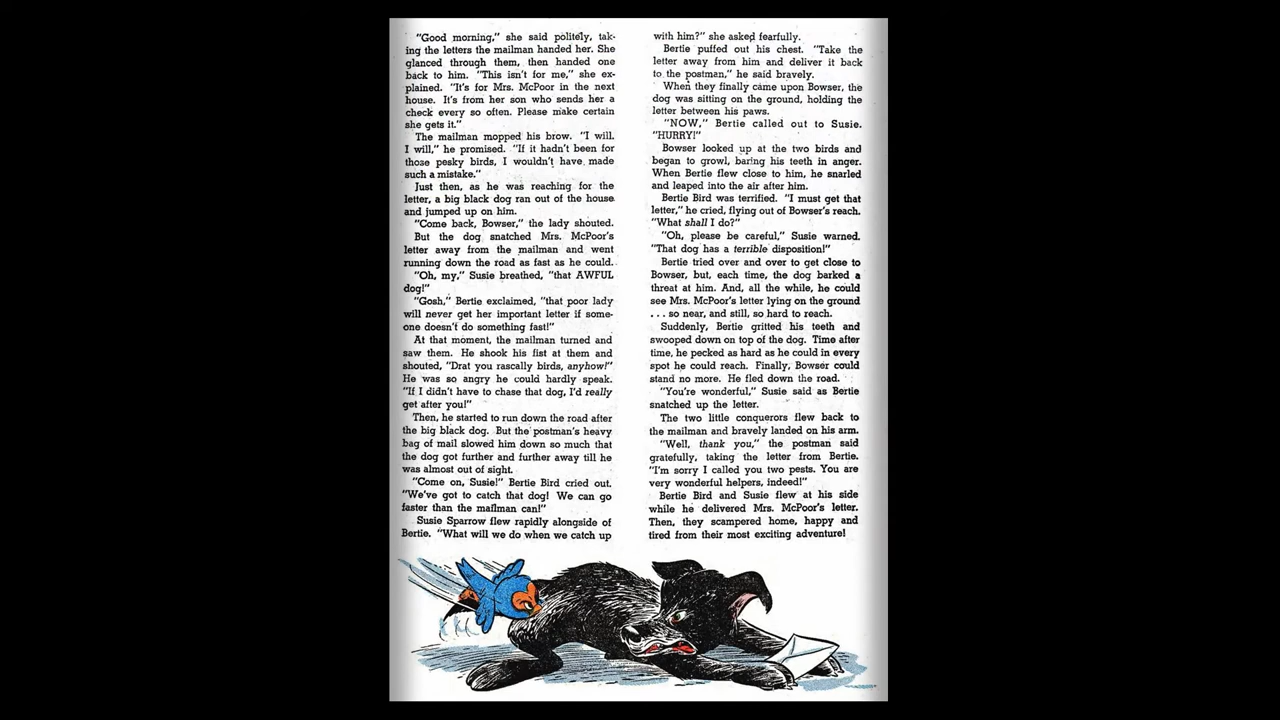 "Good morning," she said politely, tak-
ing the letters the mailman handed her. She
glanced through them, then handed one
back to him. "This isn't for me," she ex-
plained. "It's for Mrs. McPoor in the next
house. It's from her son who sends her a
check every so often. Please make certain
she gets it."
The mailman mopped his brow. "I will.
I will," he promised. "If it hadn't been for
those pesky birds, I wouldn't have made
such a mistake."
Just then, as he was reaching for the
letter, a big black dog ran out of the house
and jumped up on him.
"Come back, Bowser," the lady shouted.
But the dog snatched Mrs. McPoor's
letter away from the mailman and went
running down the road as fast as he could.
"Oh, my," Susie breathed, "that AWFUL
dog!"
"Gosh," Bertie exclaimed, "that poor lady
will never get her important letter if some-
one doesn't do something fast!"
At that moment, the mailman turned and
saw them. He shook his fist at them and
shouted, "Drat you rascally birds, anyhow!"
He was so angry he could hardly speak.
"If I didn't have to chase that dog, I'd really
get after you!"
Then, he started to run down the road after
the big black dog. But the postman's heavy
bag of mail slowed him down so much that
the dog got further and further away till he
was almost out of sight.
"Come on, Susie!" Bertie Bird cried out.
"We've got to catch that dog! We can go
faster than the mailman can!"
Susie Sparrow flew rapidly alongside of
Bertie. "What will we do when we catch up
with him?" she asked fearfully.
Bertie puffed out his chest. "Take the
letter away from him and deliver it back
to the postman," he said bravely.
When they finally came upon Bowser, the
dog was sitting on the ground, holding the
letter between his paws.
"NOW," Bertie called out to Susie.
"HURRY!"
Bowser looked up at the two birds and
began to growl, baring his teeth in anger.
When Bertie flew close to him, he snarled
and leaped into the air after him.
Bertie Bird was terrified. "I must get that
letter," he cried, flying out of Bowser's reach.
"What shall I do?"
"Oh, please be careful," Susie warned.
"That dog has a terrible disposition!"
Bertie tried over and over to get close to
Bowser, but, each time, the dog barked a
threat at him. And, all the while, he could
see Mrs. McPoor's letter lying on the ground
. . . so near, and still, so hard to reach.
Suddenly, Bertie gritted his teeth and
swooped down on top of the dog. Time after
time, he pecked as hard as he could in every
spot he could reach. Finally, Bowser could
stand no more. He fled down the road.
"You're wonderful," Susie said as Bertie
snatched up the letter.
The two little conquerors flew back to
the mailman and bravely landed on his arm.
"Well, thank you," the postman said
gratefully, taking the letter from Bertie.
"I'm sorry I called you two pests. You are
very wonderful helpers, indeed!"
Bertie Bird and Susie flew at his side
while he delivered Mrs. McPoor's letter.
Then, they scampered home, happy and
tired from their most exciting adventure!